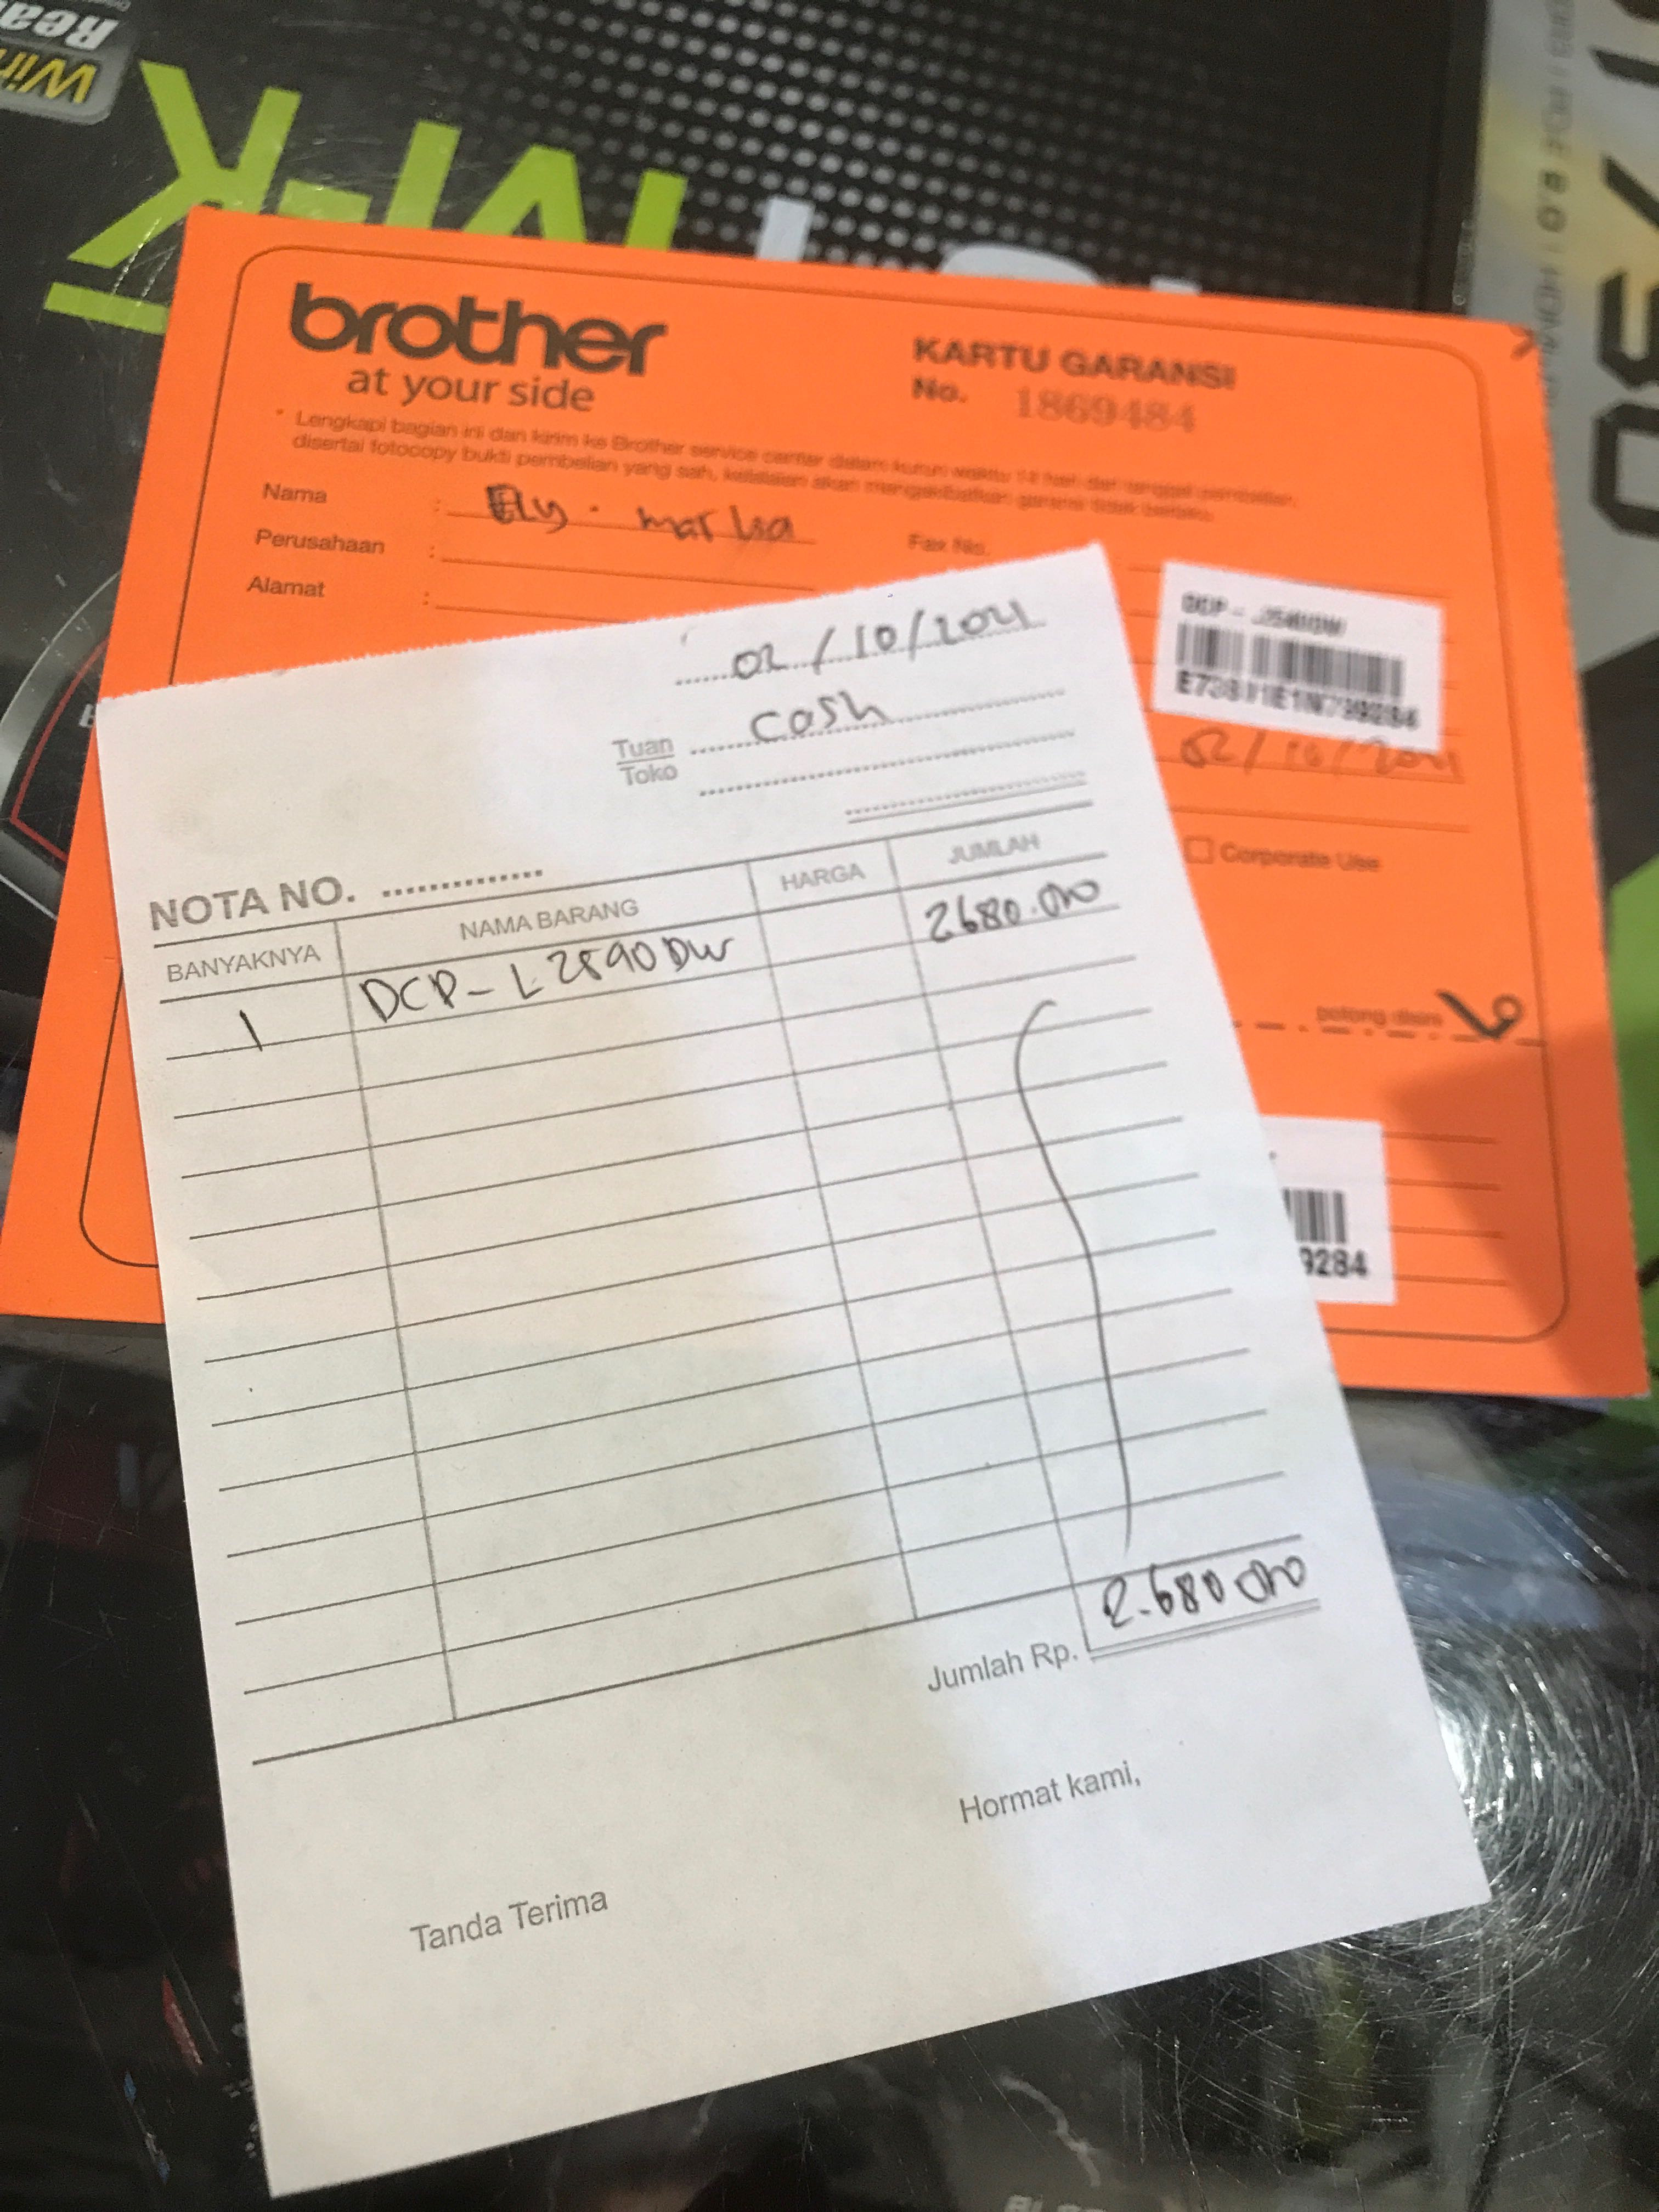 brother
at your side
KARTU GARANSI
No. 1869484
* Lengkapi bagian ini dan kirim ke Brother service center dalam kurun waktu 14 hari dari tanggal pembelian,
disertai fotocopy bukti pembelian yang sah, kelalaian akan mengakibatkan garansi tidak berlaku
Nama :
Perusahaan :
Alamat :
Fax No.
02/10/2021
Corporate Use
potong disini
9284
02/10/2021
Tuan
Toko
cash
NOTA NO.
BANYAKNYA NAMA BARANG HARGA JUMLAH
1 DCP-L2590DW 2680.000
Jumlah Rp. 2.680.000
Tanda Terima
Hormat kami,